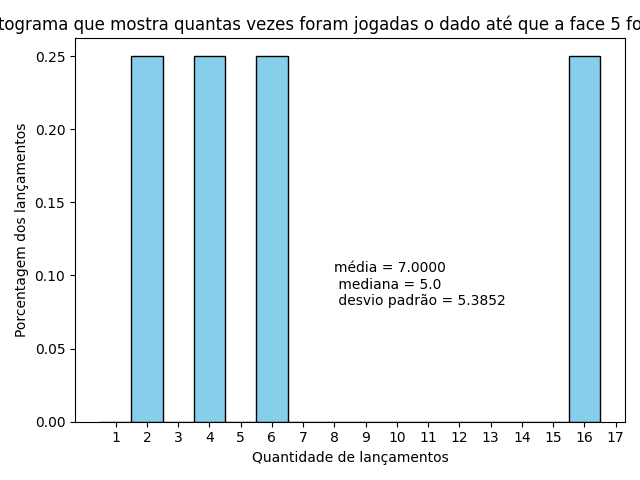 tograma que mostra quantas vezes foram jogadas o dado até que a face 5 fo
0.25
0.20
0.15
0.10
0.05
0.00
Porcentagem dos lançamentos
média = 7.0000
mediana = 5.0
desvio padrão = 5.3852
1 2 3 4 5 6 7 8 9 10 11 12 13 14 15 16 17
Quantidade de lançamentos